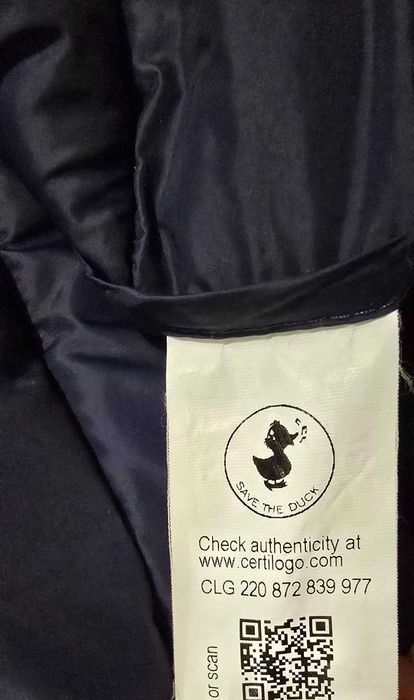 SAVE THE DUCK
Check authenticity at
www.certilogo.com
CLG 220 872 839 977
or scan